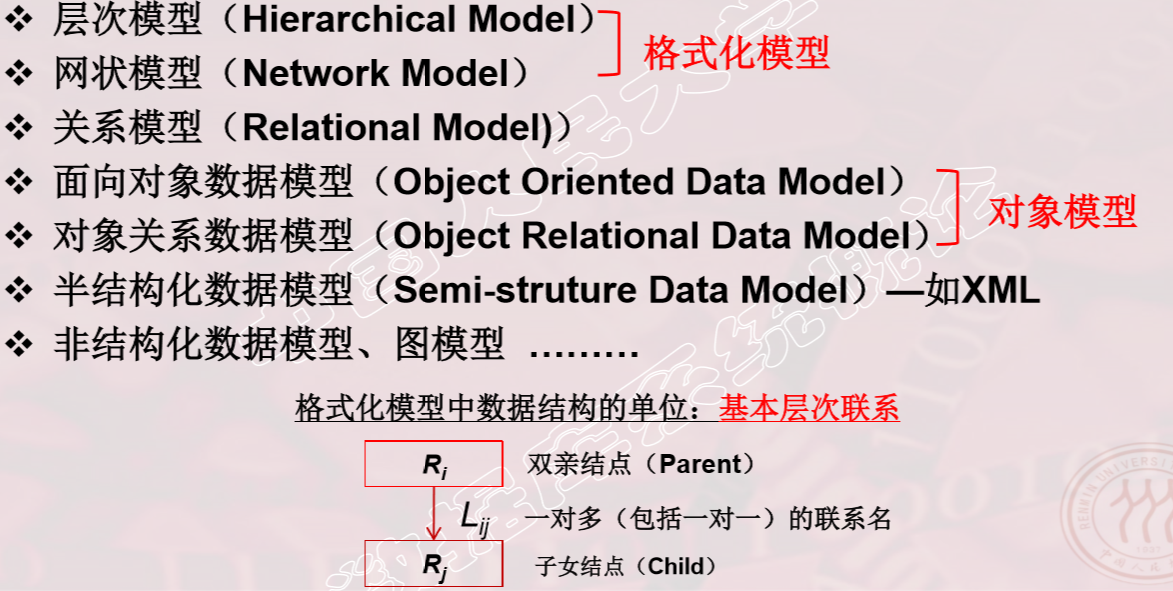 ❖ 层次模型（Hierarchical Model）
格式化模型
❖ 网状模型（Network Model）
❖ 关系模型（Relational Model)）
❖ 面向对象数据模型（Object Oriented Data Model）
对象模型
❖ 对象关系数据模型（Object Relational Data Model）
❖ 半结构化数据模型（Semi-struture Data Model）—如XML
❖ 非结构化数据模型、图模型 ………
格式化模型中数据结构的单位：基本层次联系
Ri 双亲结点（Parent）
Lij 一对多（包括一对一）的联系名
Rj 子女结点（Child）